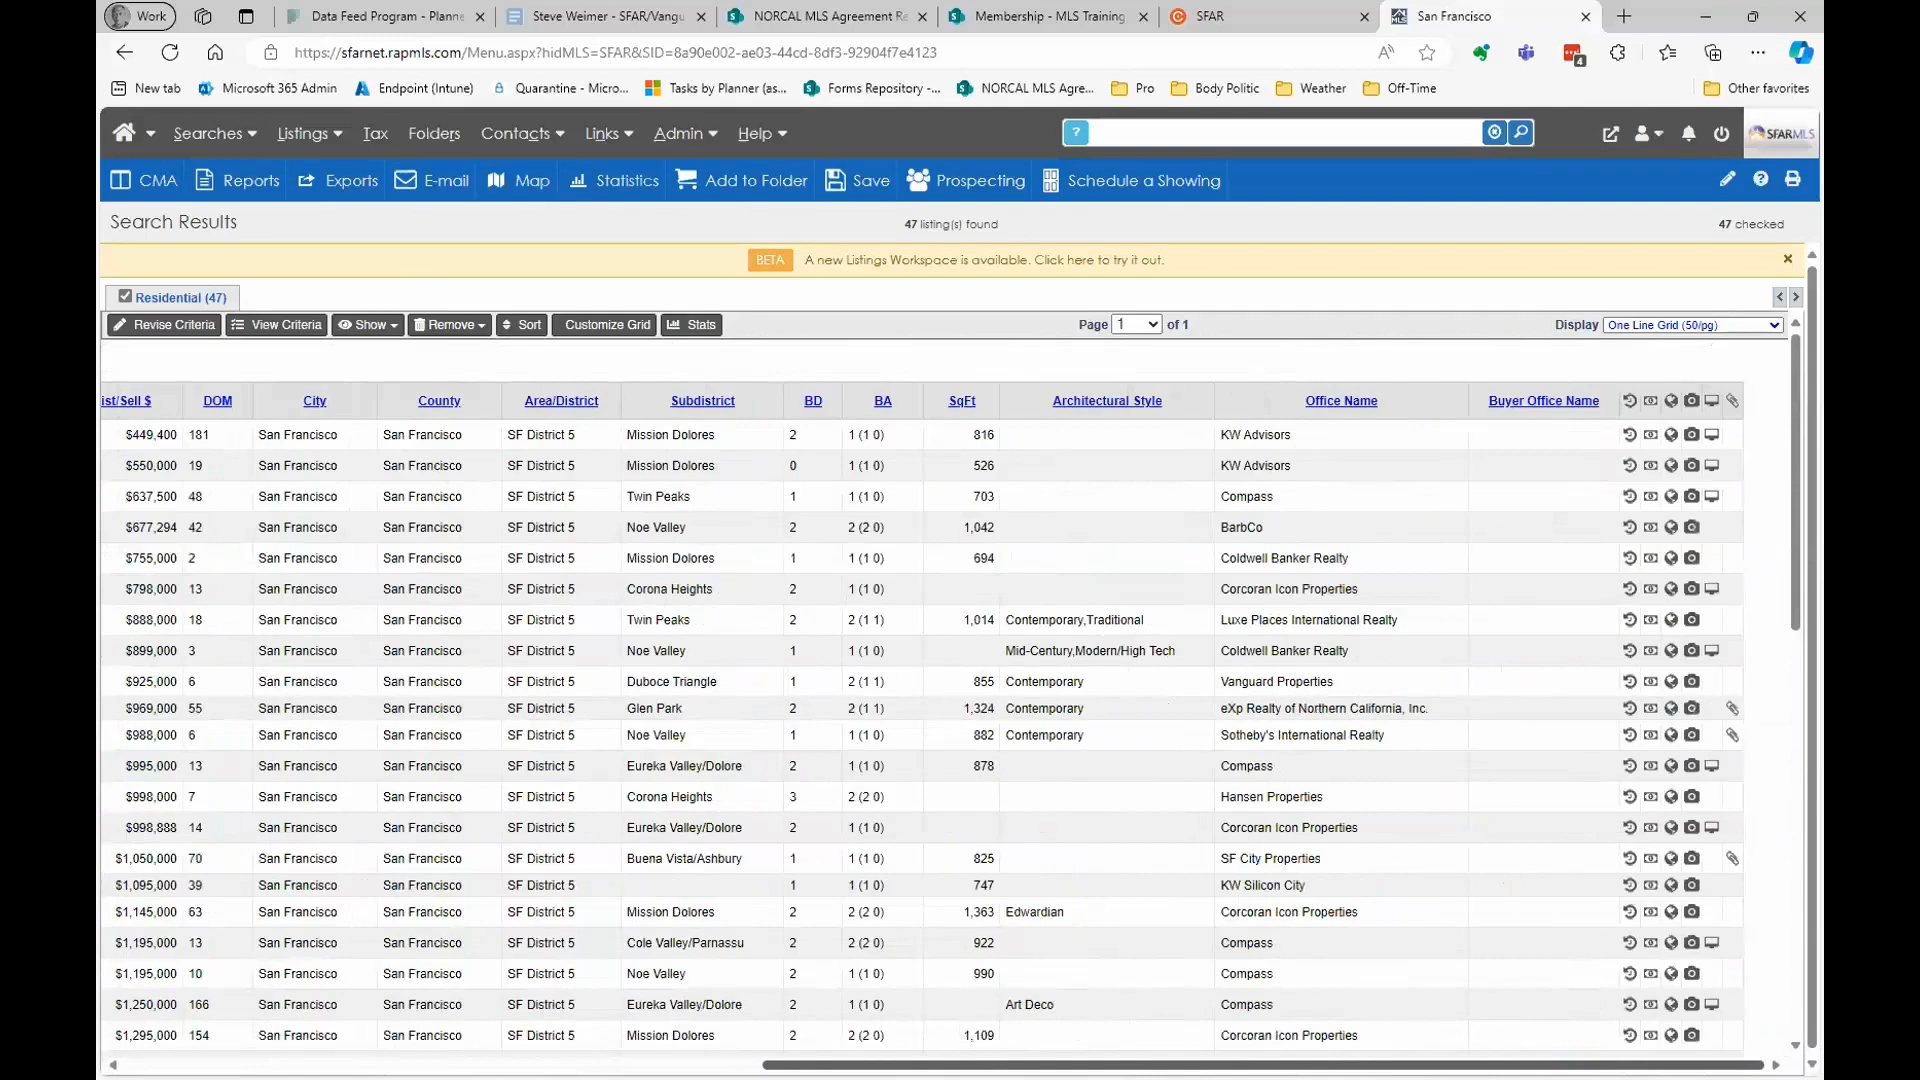 Work
Data Feed Program - Planne
Steve Weimer - SFAR/Vangu
NORCAL MLS Agreement Re
Membership - MLS Training
SFAR
San Francisco
https://sfarnet.rapmls.com/Menu.aspx?hidMLS=SFAR&SID=8a90e002-ae03-44cd-8df3-92904f7e4123
4
New tab
Microsoft 365 Admin
Endpoint (Intune)
Quarantine - Micro...
Tasks by Planner (as...
Forms Repository -...
NORCAL MLS Agre...
Pro
Body Politic
Weather
Off-Time
Other favorites
Searches Listings Tax Folders Contacts Links Admin Help
?
SFARMLS
CMA Reports Exports E-mail Map Statistics Add to Folder Save Prospecting Schedule a Showing
Search Results
47 listing(s) found
47 checked
BETA A new Listings Workspace is available. Click here to try it out.
Residential (47)
Revise Criteria View Criteria Show Remove Sort Customize Grid Stats
Page 1 of 1
Display One Line Grid (50/pg)
ist/Sell $ DOM City County Area/District Subdistrict BD BA SqFt Architectural Style Office Name Buyer Office Name
$449,400 181 San Francisco San Francisco SF District 5 Mission Dolores 2 1 (1 0) 816 KW Advisors
$550,000 19 San Francisco San Francisco SF District 5 Mission Dolores 0 1 (1 0) 526 KW Advisors
$637,500 48 San Francisco San Francisco SF District 5 Twin Peaks 1 1 (1 0) 703 Compass
$677,294 42 San Francisco San Francisco SF District 5 Noe Valley 2 2 (2 0) 1,042 BarbCo
$755,000 2 San Francisco San Francisco SF District 5 Mission Dolores 1 1 (1 0) 694 Coldwell Banker Realty
$798,000 13 San Francisco San Francisco SF District 5 Corona Heights 2 1 (1 0) Corcoran Icon Properties
$888,000 18 San Francisco San Francisco SF District 5 Twin Peaks 2 2 (1 1) 1,014 Contemporary,Traditional Luxe Places International Realty
$899,000 3 San Francisco San Francisco SF District 5 Noe Valley 1 1 (1 0) Mid-Century,Modern/High Tech Coldwell Banker Realty
$925,000 6 San Francisco San Francisco SF District 5 Duboce Triangle 1 2 (1 1) 855 Contemporary Vanguard Properties
$969,000 55 San Francisco San Francisco SF District 5 Glen Park 2 2 (1 1) 1,324 Contemporary eXp Realty of Northern California, Inc.
$988,000 6 San Francisco San Francisco SF District 5 Noe Valley 1 1 (1 0) 882 Contemporary Sotheby's International Realty
$995,000 13 San Francisco San Francisco SF District 5 Eureka Valley/Dolore 2 1 (1 0) 878 Compass
$998,000 7 San Francisco San Francisco SF District 5 Corona Heights 3 2 (2 0) Hansen Properties
$998,888 14 San Francisco San Francisco SF District 5 Eureka Valley/Dolore 2 1 (1 0) Corcoran Icon Properties
$1,050,000 70 San Francisco San Francisco SF District 5 Buena Vista/Ashbury 1 1 (1 0) 825 SF City Properties
$1,095,000 39 San Francisco San Francisco SF District 5 1 1 (1 0) 747 KW Silicon City
$1,145,000 63 San Francisco San Francisco SF District 5 Mission Dolores 2 2 (2 0) 1,363 Edwardian Corcoran Icon Properties
$1,195,000 13 San Francisco San Francisco SF District 5 Cole Valley/Parnassu 2 2 (2 0) 922 Compass
$1,195,000 10 San Francisco San Francisco SF District 5 Noe Valley 2 1 (1 0) 990 Compass
$1,250,000 166 San Francisco San Francisco SF District 5 Eureka Valley/Dolore 2 1 (1 0) Art Deco Compass
$1,295,000 154 San Francisco San Francisco SF District 5 Mission Dolores 2 2 (2 0) 1,109 Corcoran Icon Properties